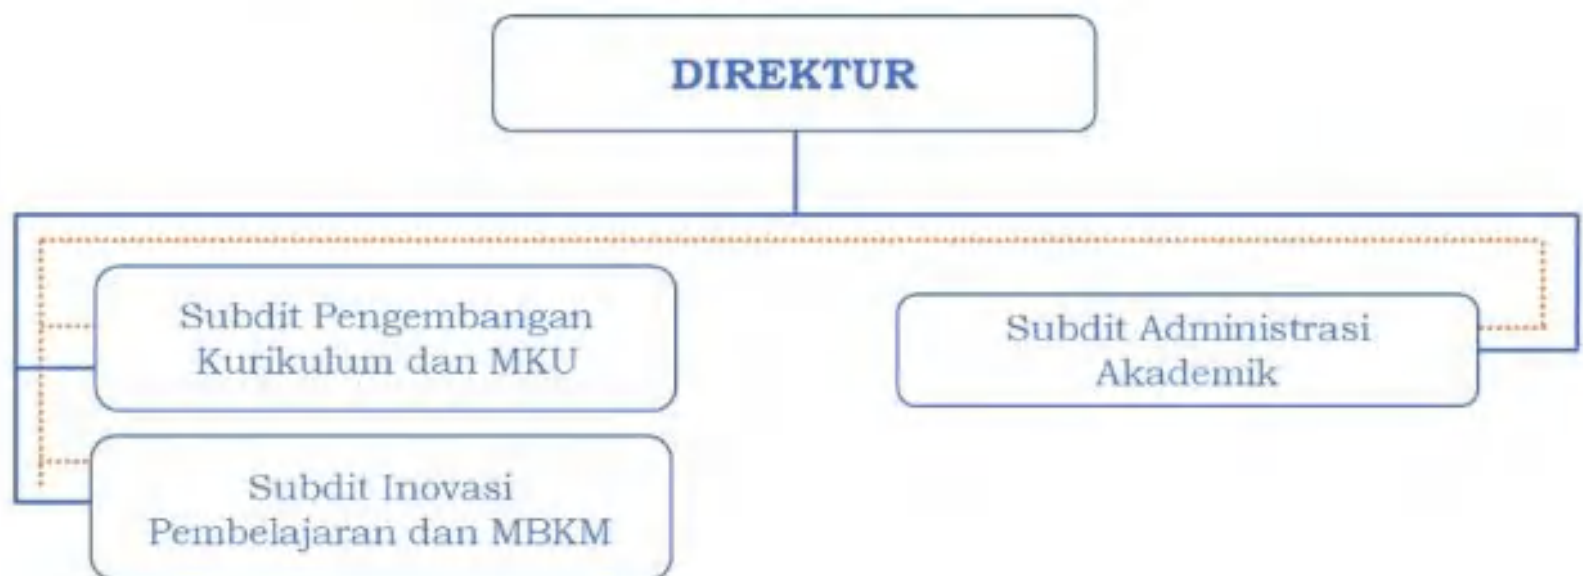 DIREKTUR
Subdit Pengembangan
Kurikulum dan MKU
Subdit Administrasi
Akademik
Subdit Inovasi
Pembelajaran dan MBKM